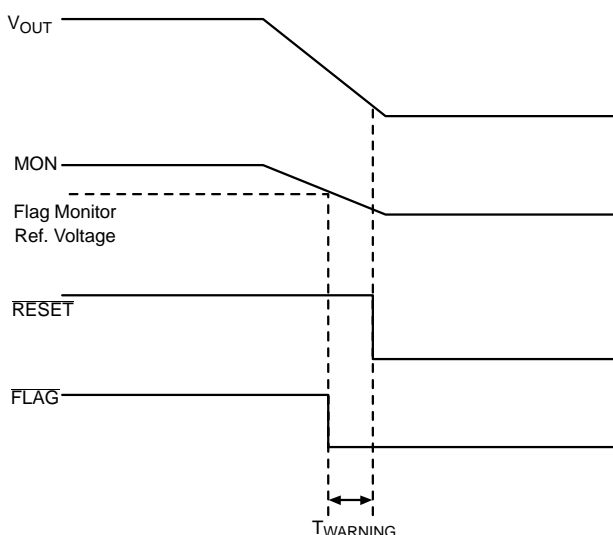 VOUT
MON
Flag Monitor
Ref. Voltage
RESET
FLAG
TWARNING